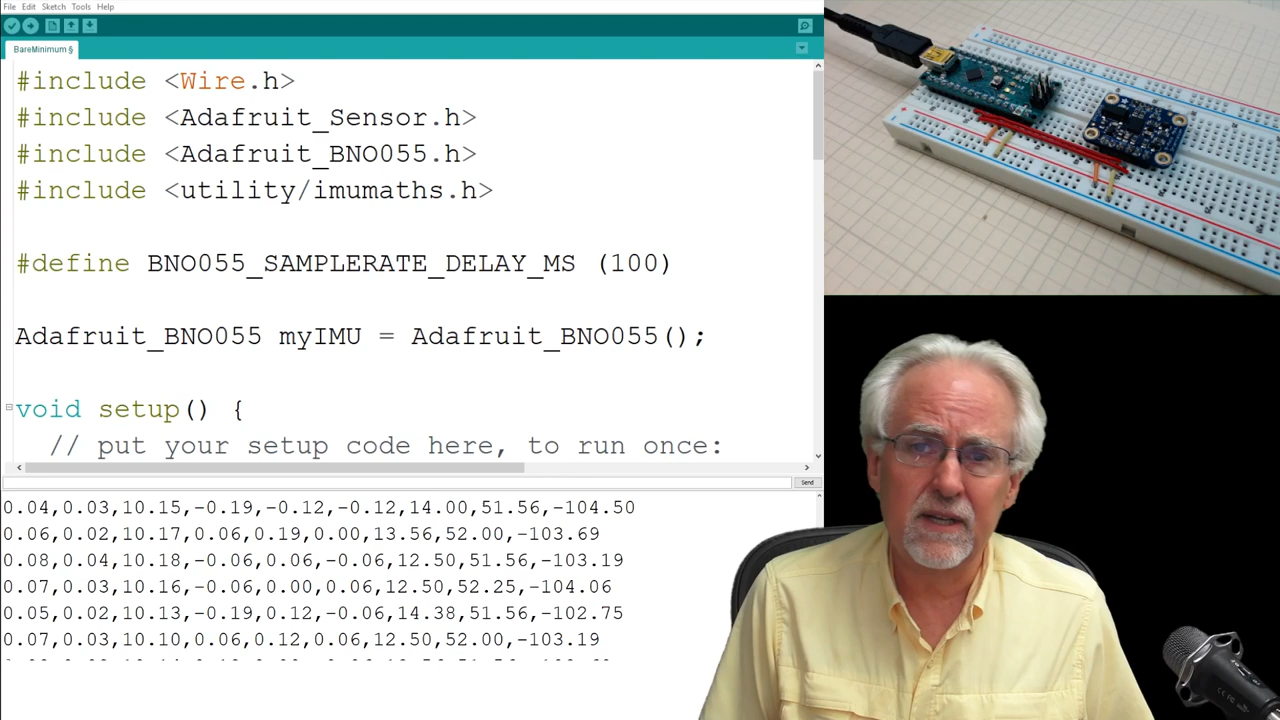 File Edit Sketch Tools Help
BareMinimum §
#include <Wire.h>
#include <Adafruit_Sensor.h>
#include <Adafruit_BNO055.h>
#include <utility/imumaths.h>
#define BNO055_SAMPLERATE_DELAY_MS (100)
Adafruit_BNO055 myIMU = Adafruit_BNO055();
void setup() {
// put your setup code here, to run once:
Send
0.04,0.03,10.15,-0.19,-0.12,-0.12,14.00,51.56,-104.50
0.06,0.02,10.17,0.06,0.19,0.00,13.56,52.00,-103.69
0.08,0.04,10.18,-0.06,0.06,-0.06,12.50,51.56,-103.19
0.07,0.03,10.16,-0.06,0.00,0.06,12.50,52.25,-104.06
0.05,0.02,10.13,-0.19,0.12,-0.06,14.38,51.56,-102.75
0.07,0.03,10.10,0.06,0.12,0.06,12.50,52.00,-103.19